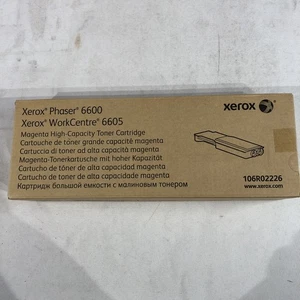 Xerox® Phaser® 6600
Xerox® WorkCentre® 6605
Magenta High-Capacity Toner Cartridge
Cartouche de toner grande capacité magenta
Cartuccia di toner ad alta capacità magenta
Magenta-Tonerkartusche mit hoher Kapazität
Cartucho de tóner de alta capacidad magenta
Cartucho de toner de alta capacidade magenta
Картридж большой емкости с малиновым тонером
xerox
106R02226
www.xerox.com